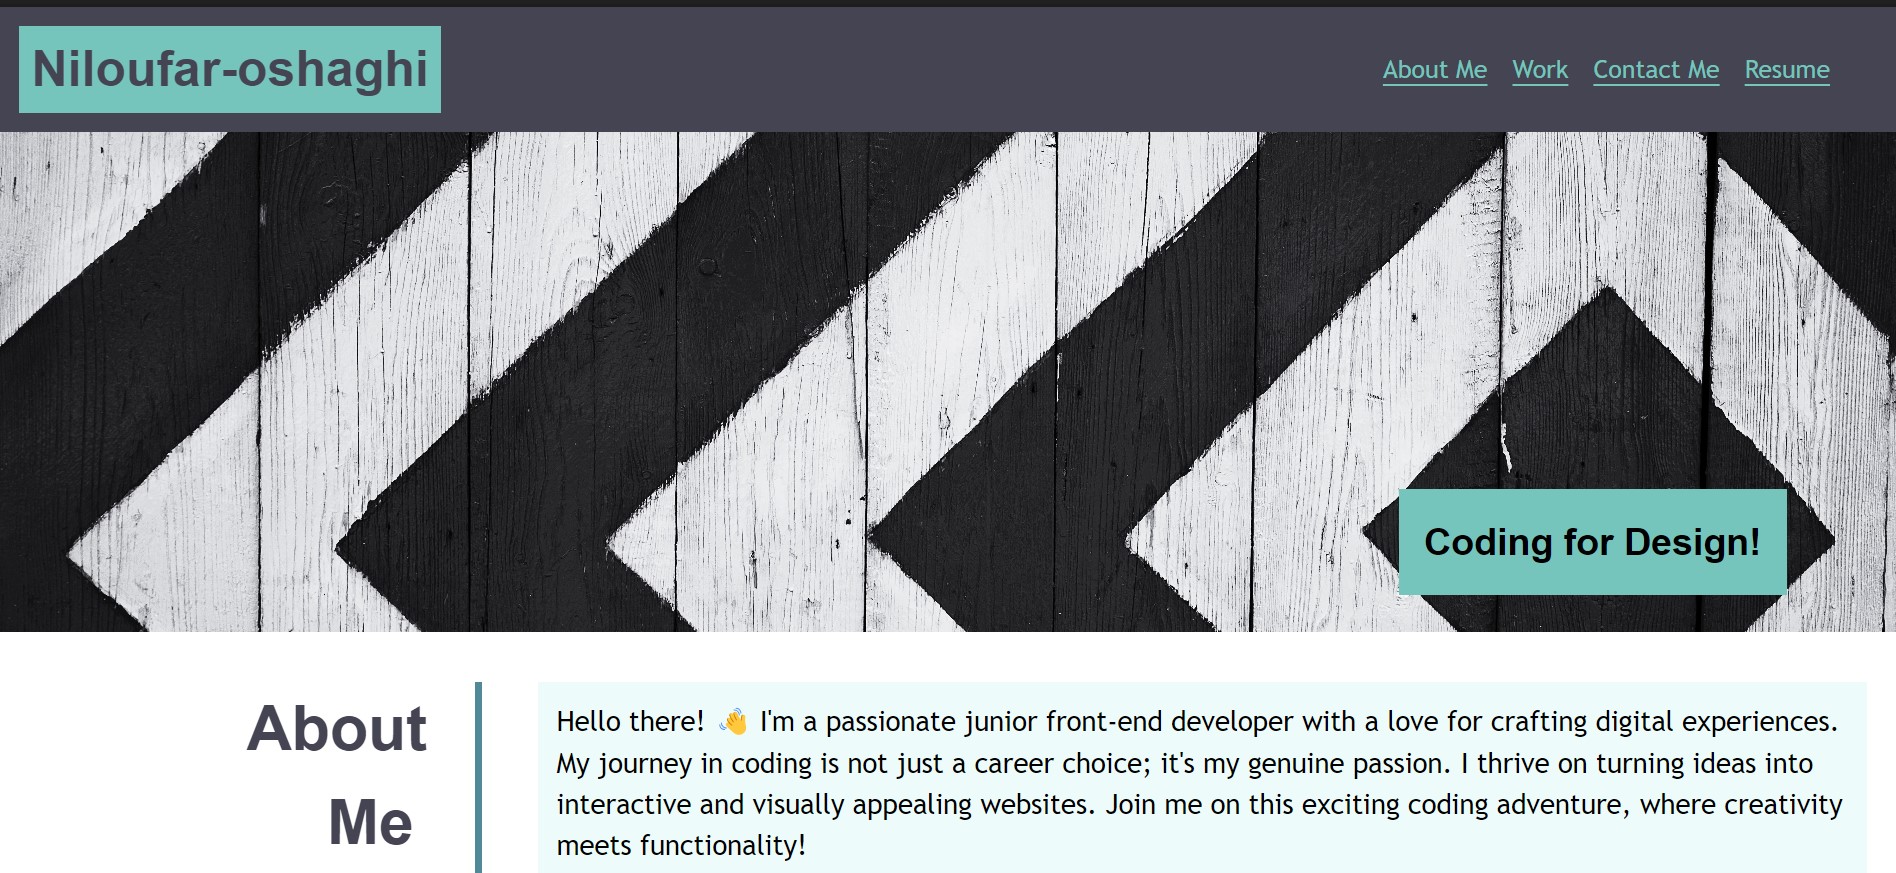 Niloufar-oshaghi
About Me Work Contact Me Resume
Coding for Design!
About
Me
Hello there! 👋 I'm a passionate junior front-end developer with a love for crafting digital experiences.
My journey in coding is not just a career choice; it's my genuine passion. I thrive on turning ideas into
interactive and visually appealing websites. Join me on this exciting coding adventure, where creativity
meets functionality!